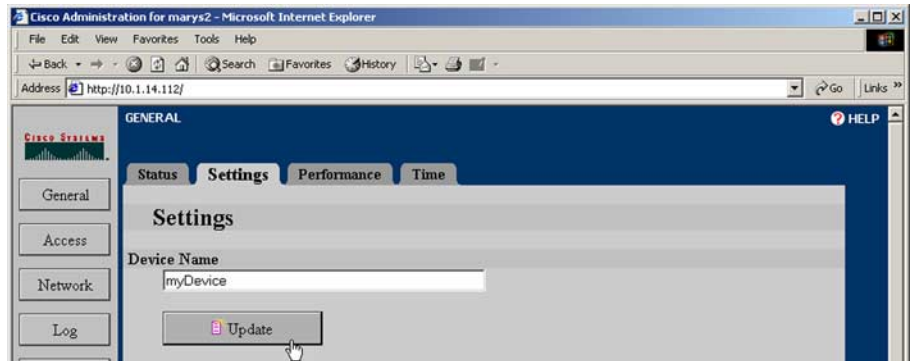 Cisco Administration for marys2 - Microsoft Internet Explorer
File Edit View Favorites Tools Help
Back Search Favorites History
Address http://10.1.14.112/ Go Links »
GENERAL HELP
CISCO SYSTEMS
Status Settings Performance Time
General
Settings
Access
Device Name
Network
myDevice
Log
Update